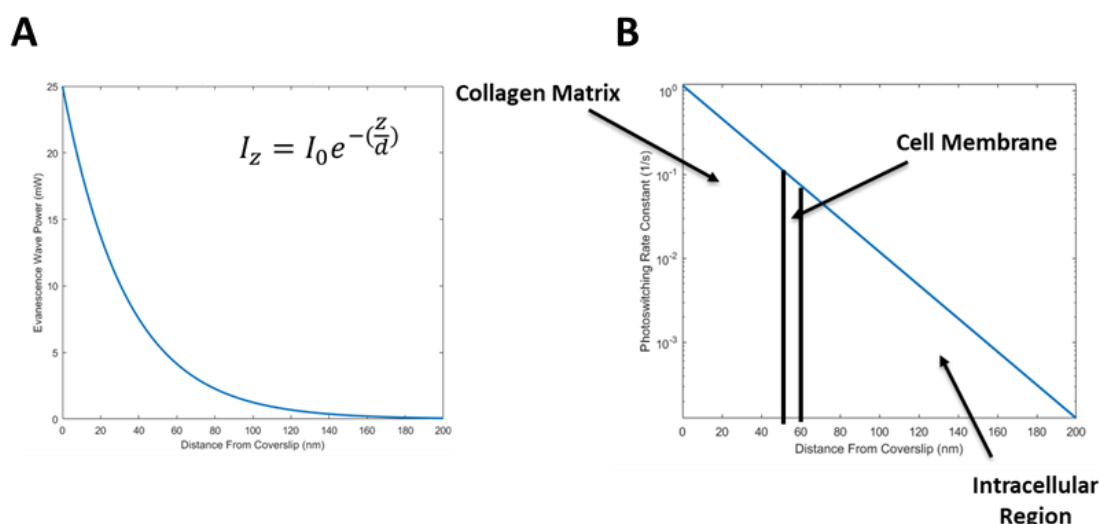 A
B
25
20
15
10
5
0
Evanescence Wave Power (mW)
I_z = I_0 e^{-(z/d)}
0 20 40 60 80 100 120 140 160 180 200
Distance From Coverslip (nm)
Collagen Matrix
Cell Membrane
10^0
10^-1
10^-2
10^-3
Photoswitching Rate Constant (1/s)
0 20 40 60 80 100 120 140 160 180 200
Distance From Coverslip (nm)
Intracellular
Region